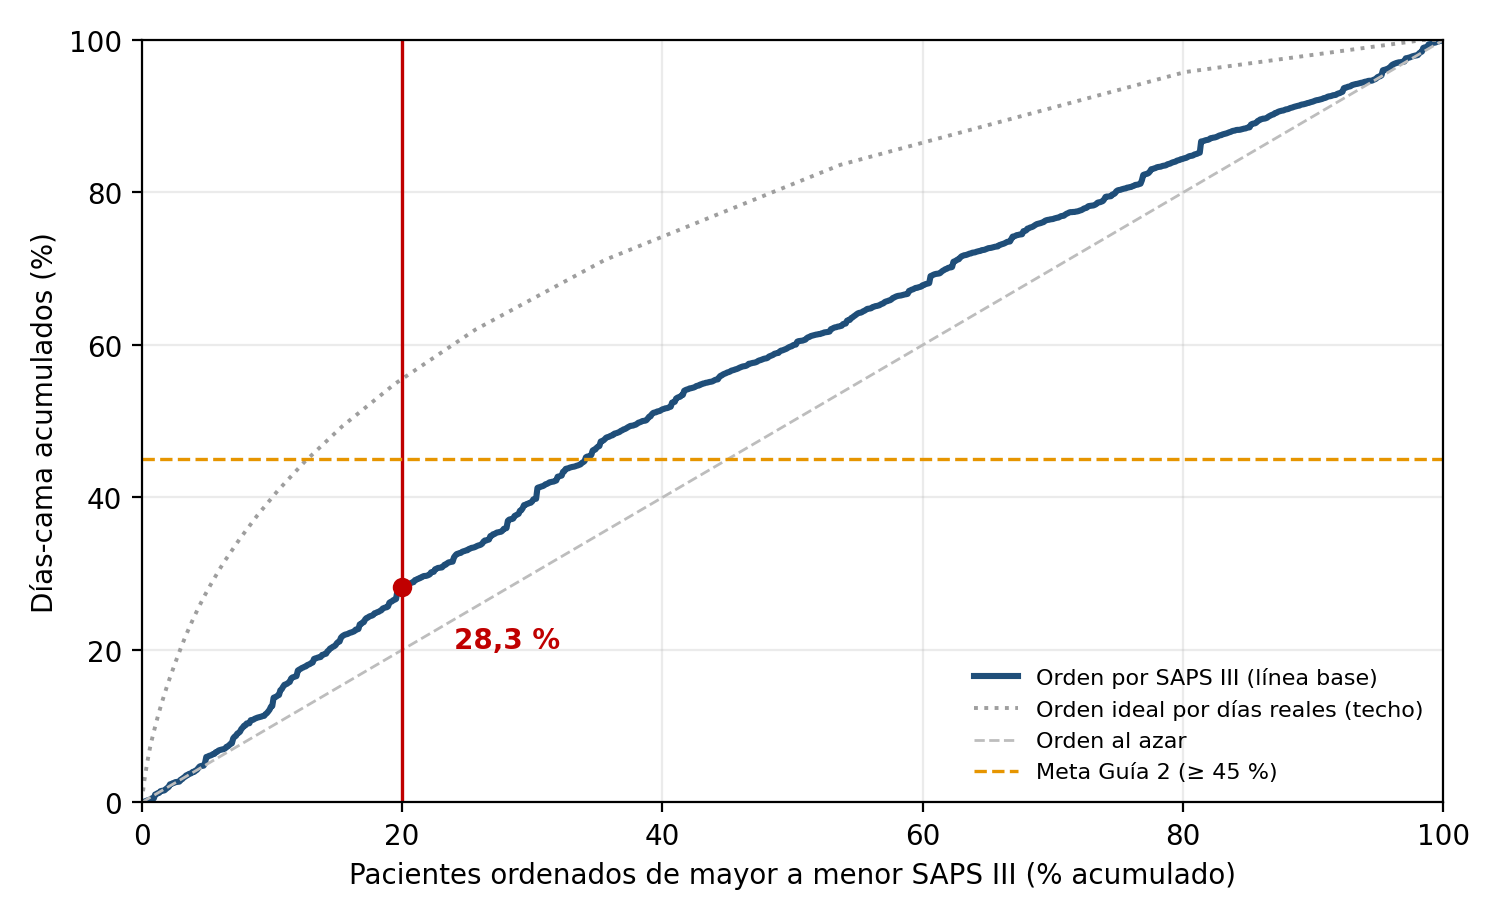 100
80
60
40
20
0
Días-cama acumulados (%)
28,3 %
Orden por SAPS III (línea base)
Orden ideal por días reales (techo)
Orden al azar
Meta Guía 2 (≥ 45 %)
0 20 40 60 80 100
Pacientes ordenados de mayor a menor SAPS III (% acumulado)